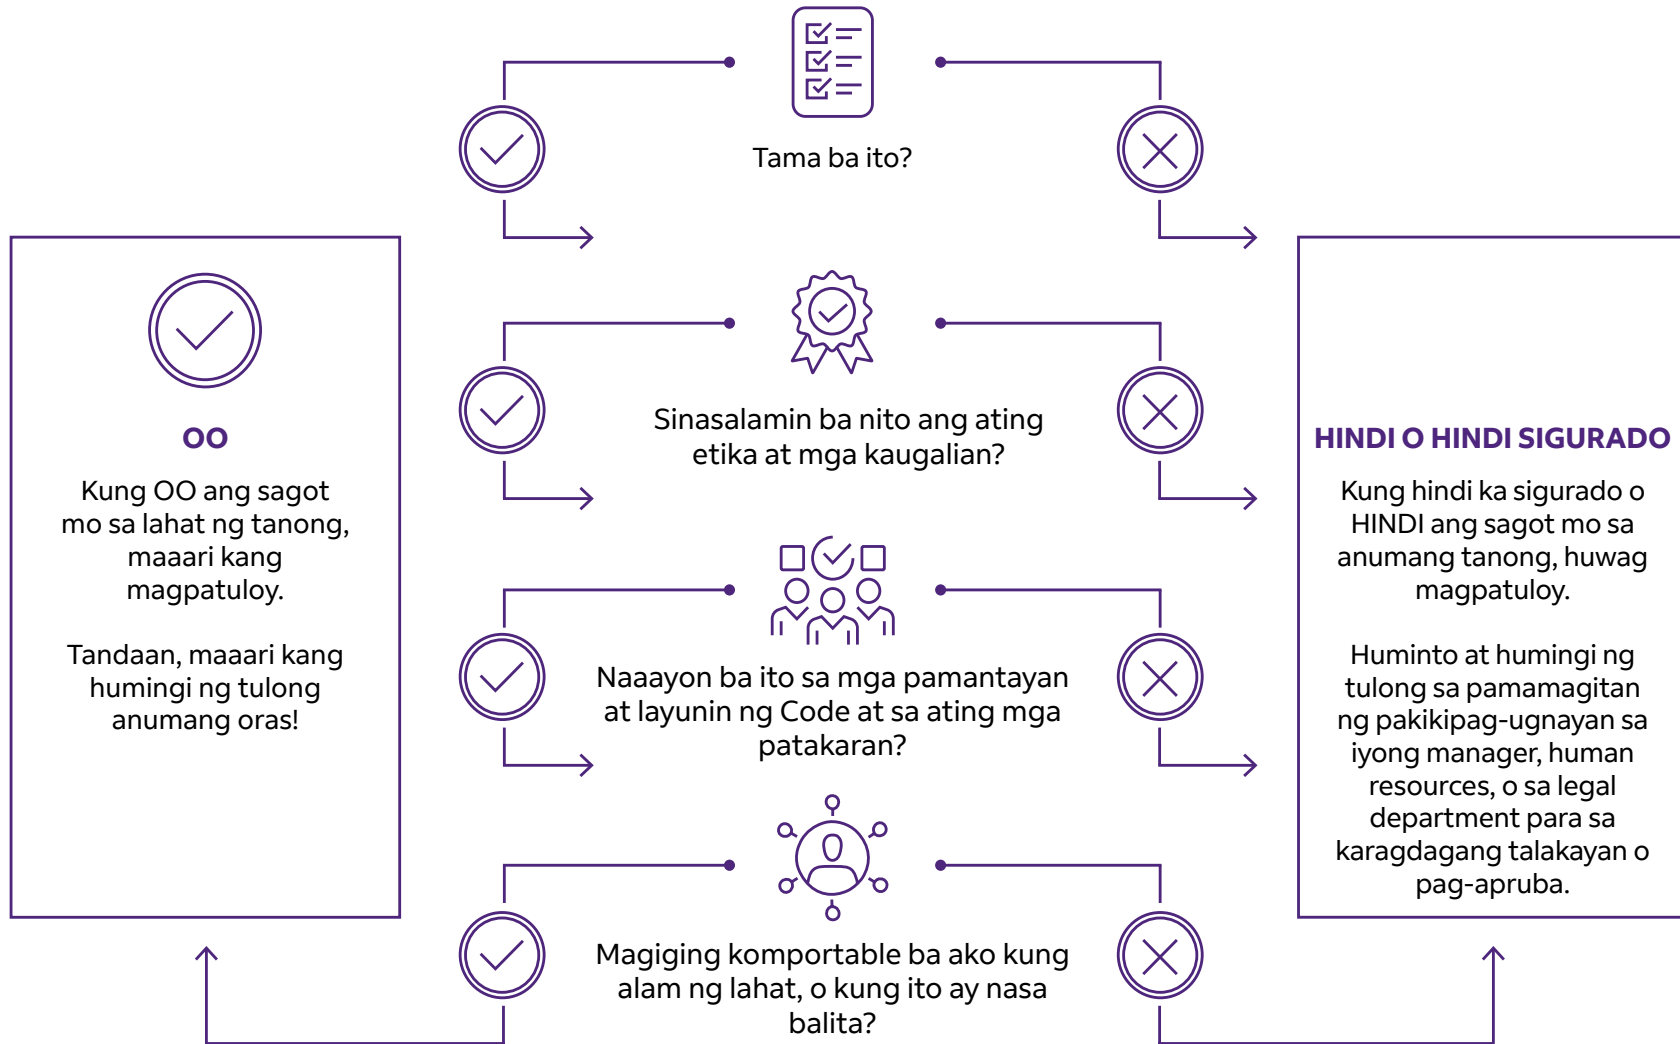 Tama ba ito?
OO
Kung OO ang sagot
mo sa lahat ng tanong,
maaari kang
magpatuloy.
Tandaan, maaari kang
humingi ng tulong
anumang oras!
Sinasalamin ba nito ang ating
etika at mga kaugalian?
Naaayon ba ito sa mga pamantayan
at layunin ng Code at sa ating mga
patakaran?
Magiging komportable ba ako kung
alam ng lahat, o kung ito ay nasa
balita?
HINDI O HINDI SIGURADO
Kung hindi ka sigurado o
HINDI ang sagot mo sa
anumang tanong, huwag
magpatuloy.
Huminto at humingi ng
tulong sa pamamagitan
ng pakikipag-ugnayan sa
iyong manager, human
resources, o sa legal
department para sa
karagdagang talakayan o
pag-apruba.